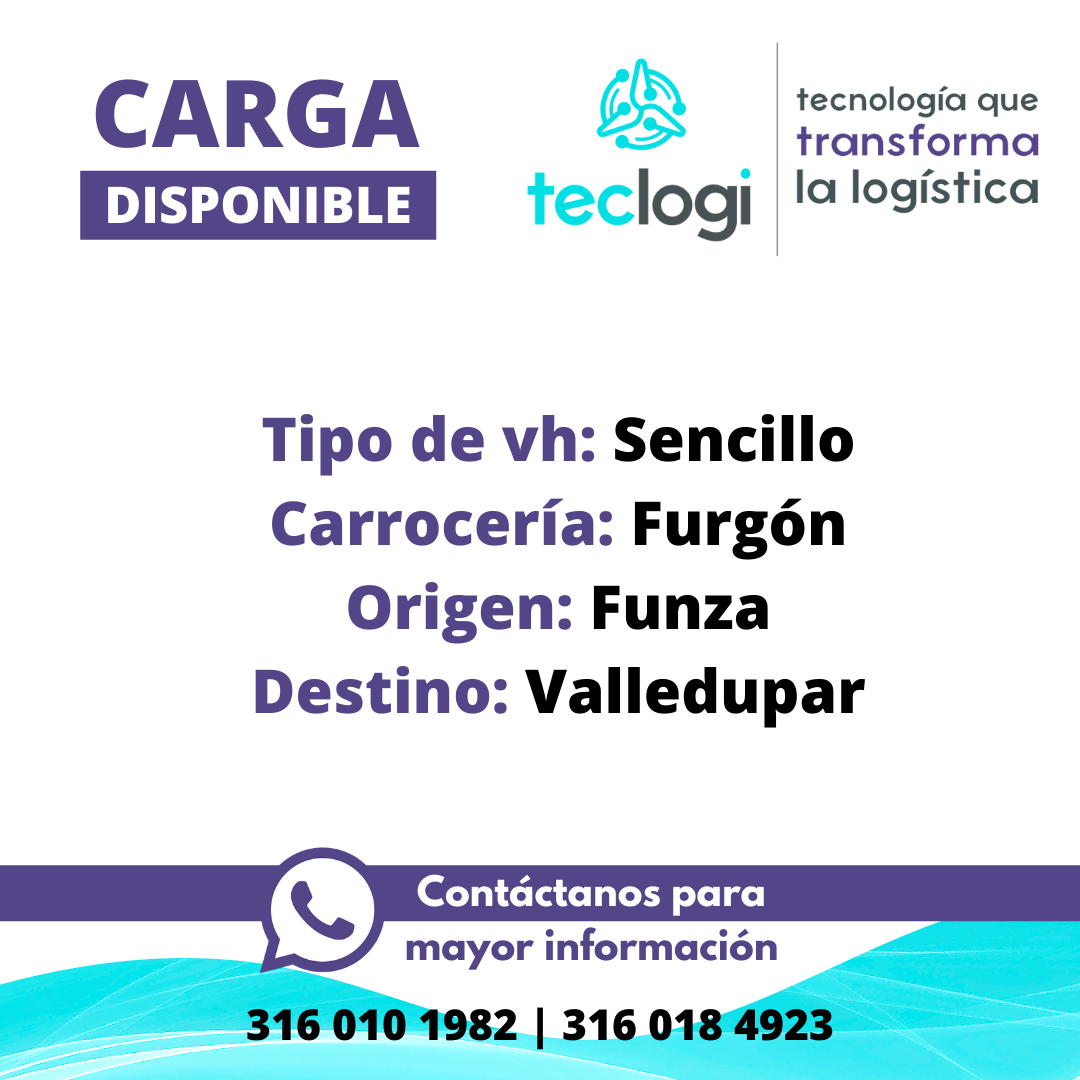 CARGA
DISPONIBLE
teclogi
tecnología que
transforma
la logística
Tipo de vh: Sencillo
Carrocería: Furgón
Origen: Funza
Destino: Valledupar
Contáctanos para
mayor información
316 010 1982 | 316 018 4923